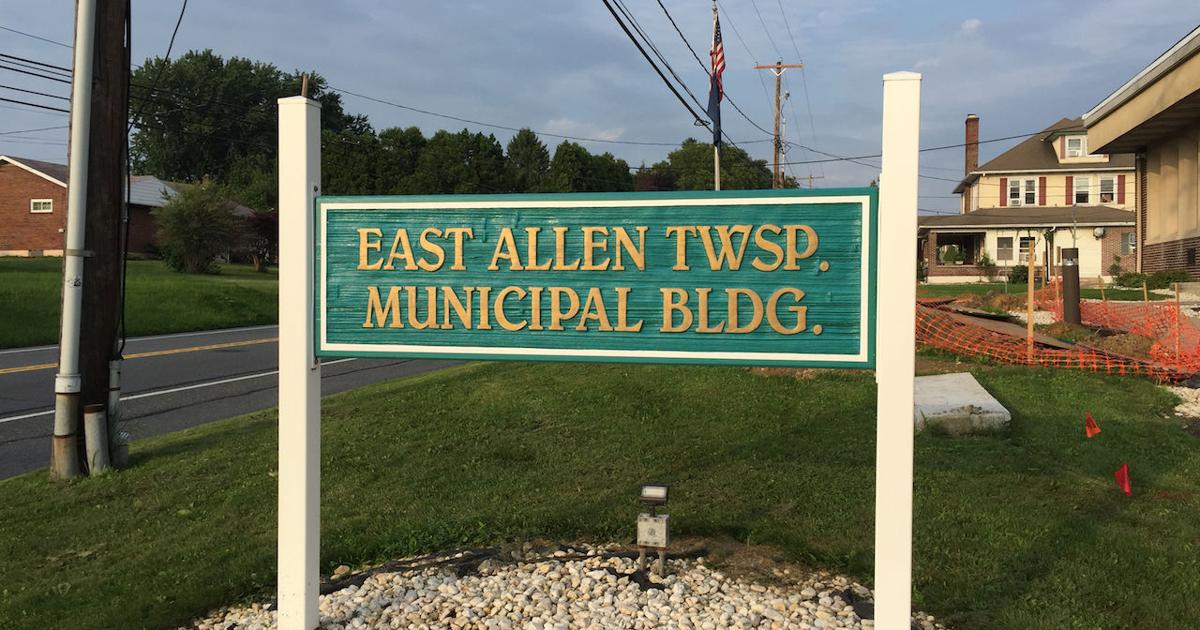 EAST ALLEN TWSP.
MUNICIPAL BLDG.